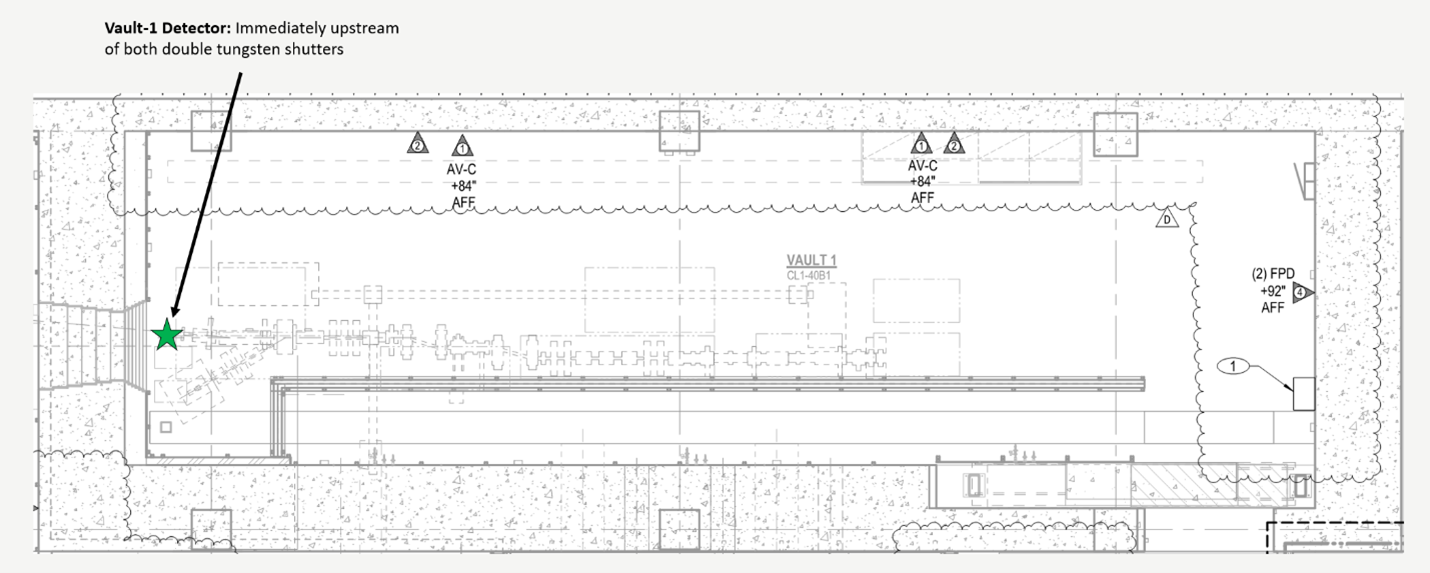 Vault-1 Detector: Immediately upstream
of both double tungsten shutters
2
1
AV-C
+84"
AFF
1
2
AV-C
+84"
AFF
D
VAULT 1
CL1-40B1
(2) FPD
+92"
AFF
4
1